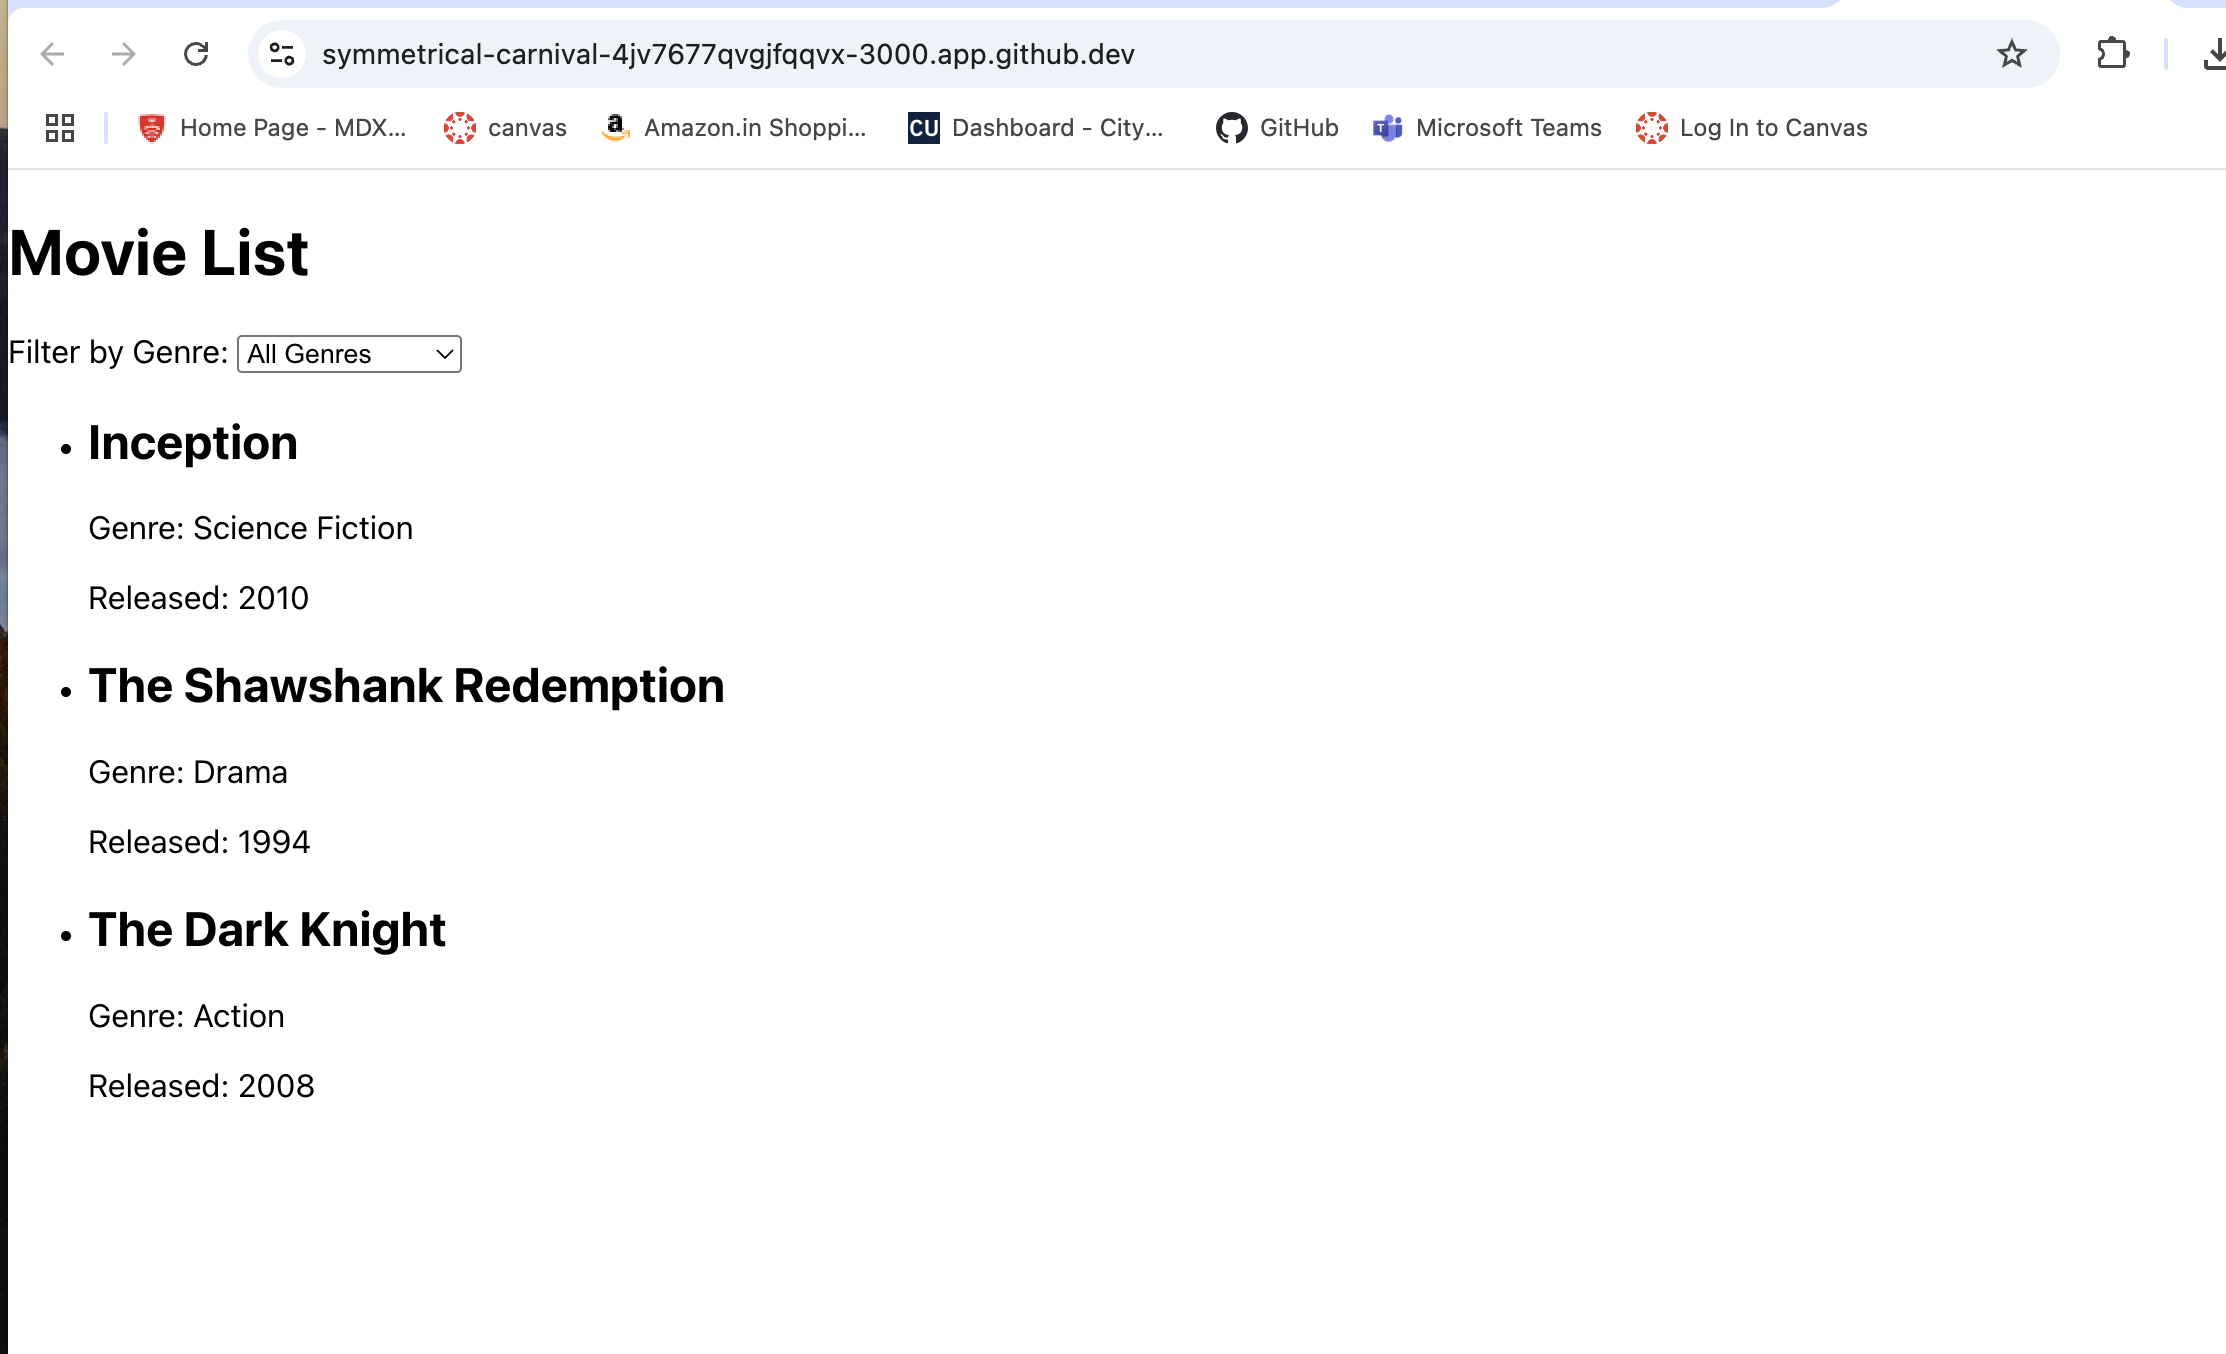 symmetrical-carnival-4jv7677qvgjfqqvx-3000.app.github.dev
Home Page - MDX... canvas Amazon.in Shoppi... CU Dashboard - City... GitHub Microsoft Teams Log In to Canvas
Movie List
Filter by Genre: All Genres
Inception
Genre: Science Fiction
Released: 2010
The Shawshank Redemption
Genre: Drama
Released: 1994
The Dark Knight
Genre: Action
Released: 2008